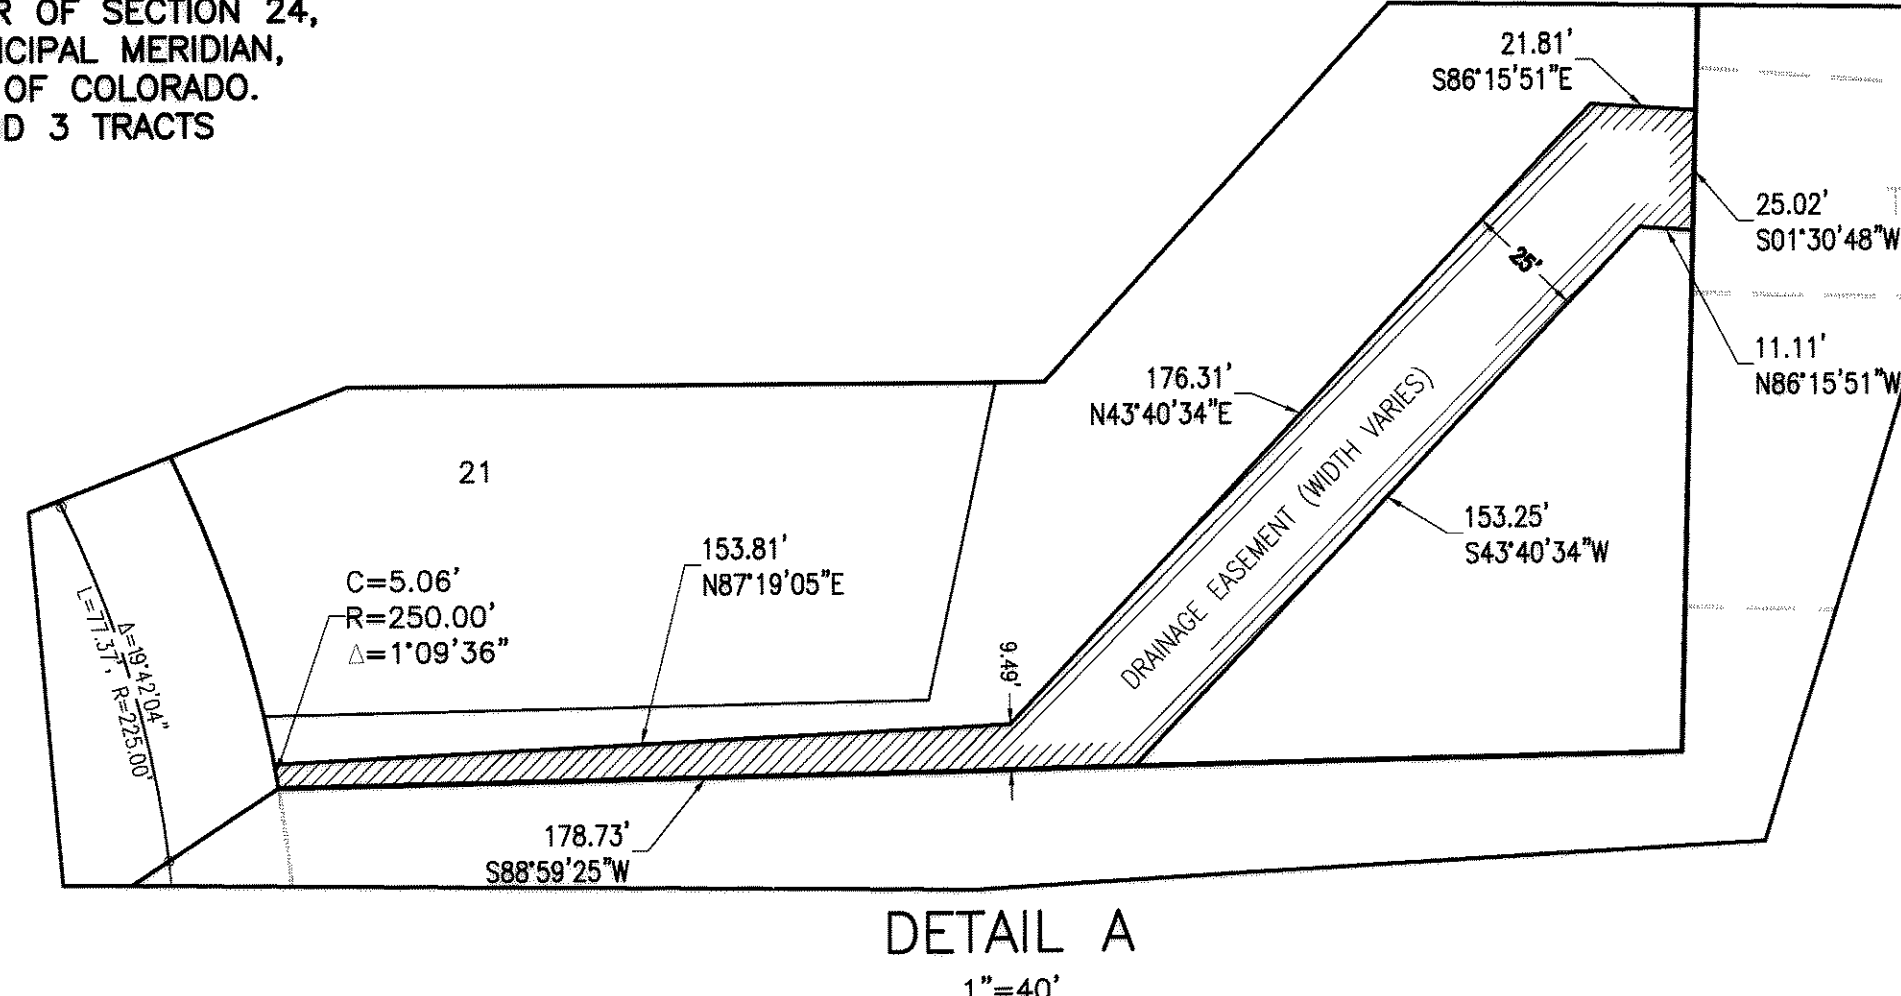 R OF SECTION 24,
ICIPAL MERIDIAN,
OF COLORADO.
D 3 TRACTS
21.81'
S86°15'51"E
25.02'
S01°30'48"W
11.11'
N86°15'51"W
176.31'
N43°40'34"E
21
153.81'
N87°19'05"E
C=5.06'
R=250.00'
Δ=1°09'36"
25'
DRAINAGE EASEMENT (WIDTH VARIES)
153.25'
S43°40'34"W
9.49'
Δ=19°42'04"
L=77.37', R=225.00'
178.73'
S88°59'25"W
DETAIL A
1"=40'